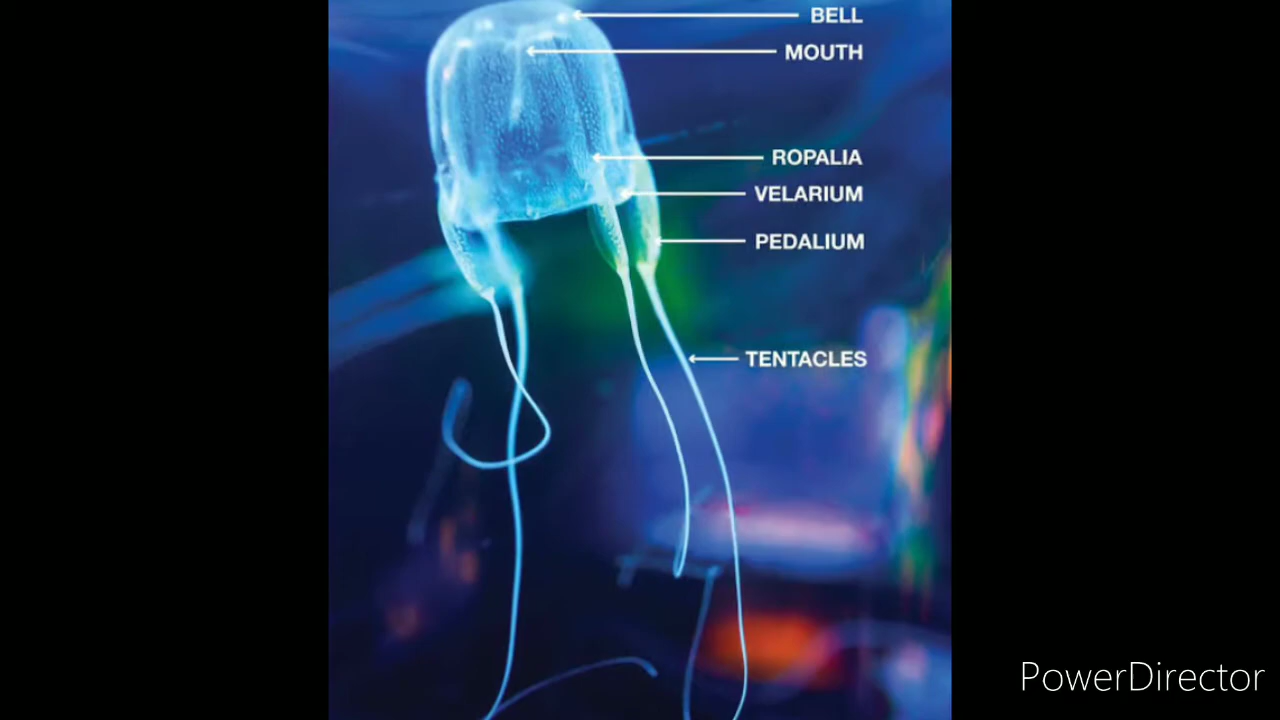 BELL
MOUTH
ROPALIA
VELARIUM
PEDALIUM
TENTACLES
PowerDirector